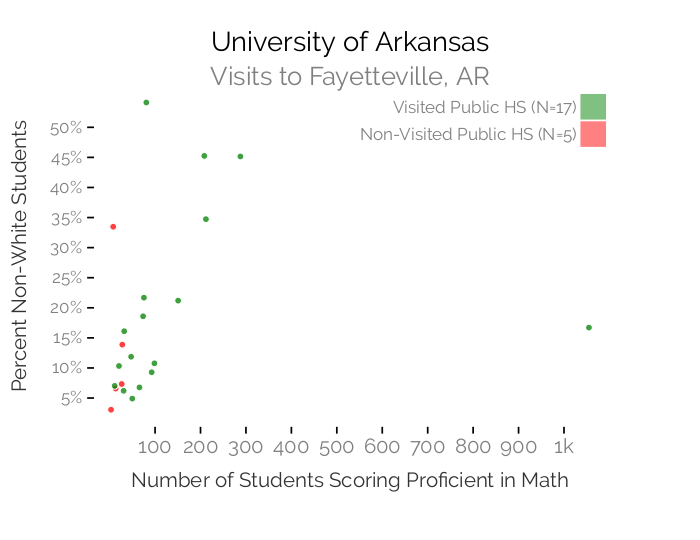 University of Arkansas
Visits to Fayetteville, AR
Visited Public HS (N=17)
Non-Visited Public HS (N=5)
Percent Non-White Students
50%
45%
40%
35%
30%
25%
20%
15%
10%
5%
100 200 300 400 500 600 700 800 900 1k
Number of Students Scoring Proficient in Math